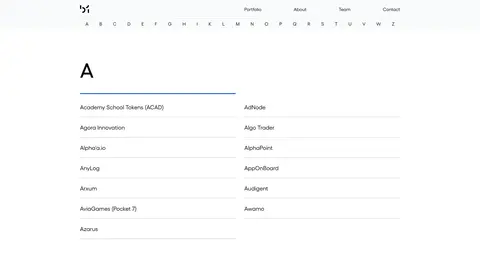 Portfolio About Team Contact
A B C D E F G H I K L M N O P Q R S T U V W Z
A
Academy School Tokens (ACAD)
AdNode
Agora Innovation
Algo Trader
Alpha'a.io
AlphaPoint
AnyLog
AppOnBoard
Arxum
Audigent
AviaGames (Pocket 7)
Awamo
Azarus